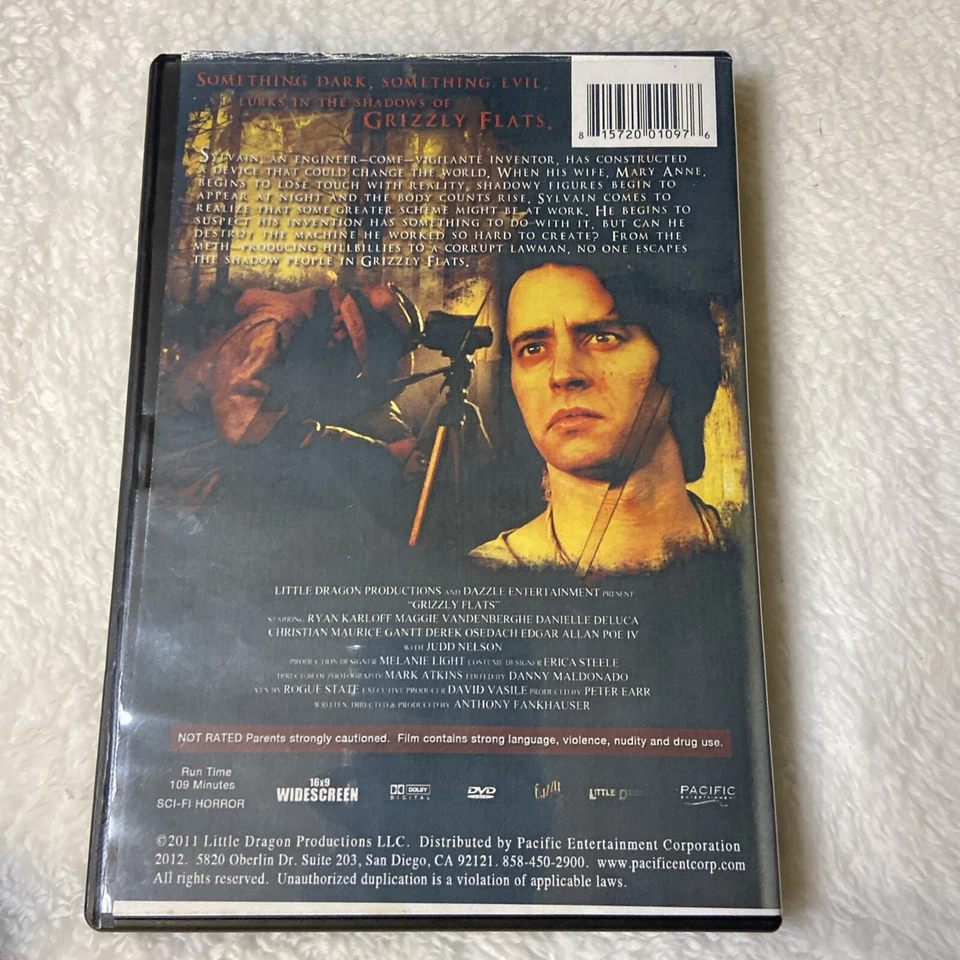 SOMETHING DARK, SOMETHING EVIL,
LURKS IN THE SHADOWS OF
GRIZZLY FLATS.
8 15720 01097 6
SYLVAIN, AN ENGINEER-COME-VIGILANTE INVENTOR, HAS CONSTRUCTED
A DEVICE THAT COULD CHANGE THE WORLD. WHEN HIS WIFE, MARY ANNE,
BEGINS TO LOSE TOUCH WITH REALITY, SHADOWY FIGURES BEGIN TO
APPEAR AT NIGHT AND THE BODY COUNTS RISE, SYLVAIN COMES TO
REALIZE THAT SOME GREATER SCHEME MIGHT BE AT WORK. HE BEGINS TO
SUSPECT HIS INVENTION HAS SOMETHING TO DO WITH IT, BUT CAN HE
DESTROY THE MACHINE HE WORKED SO HARD TO CREATE? FROM THE
METH-PRODUCING HILLBILLIES TO A CORRUPT LAWMAN, NO ONE ESCAPES
THE SHADOW PEOPLE IN GRIZZLY FLATS.
LITTLE DRAGON PRODUCTIONS AND DAZZLE ENTERTAINMENT PRESENT
"GRIZZLY FLATS"
STARRING RYAN KARLOFF MAGGIE VANDENBERGHE DANIELLE DELUCA
CHRISTIAN MAURICE GANTT DEREK OSEDACH EDGAR ALLAN POE IV
WITH JUDD NELSON
PRODUCTION DESIGNER MELANIE LIGHT COSTUME DESIGNER ERICA STEELE
DIRECTOR OF PHOTOGRAPHY MARK ATKINS EDITED BY DANNY MALDONADO
VFX BY ROGUE STATE EXECUTIVE PRODUCER DAVID VASILE PRODUCED BY PETER EARR
WRITTEN, DIRECTED & PRODUCED BY ANTHONY FANKHAUSER
NOT RATED Parents strongly cautioned. Film contains strong language, violence, nudity and drug use.
Run Time
109 Minutes
SCI-FI HORROR
16x9
WIDESCREEN
DOLBY
DIGITAL
DVD
LITTLE
PACIFIC
ENTERTAINMENT
©2011 Little Dragon Productions LLC. Distributed by Pacific Entertainment Corporation
2012. 5820 Oberlin Dr. Suite 203, San Diego, CA 92121. 858-450-2900. www.pacificentcorp.com
All rights reserved. Unauthorized duplication is a violation of applicable laws.